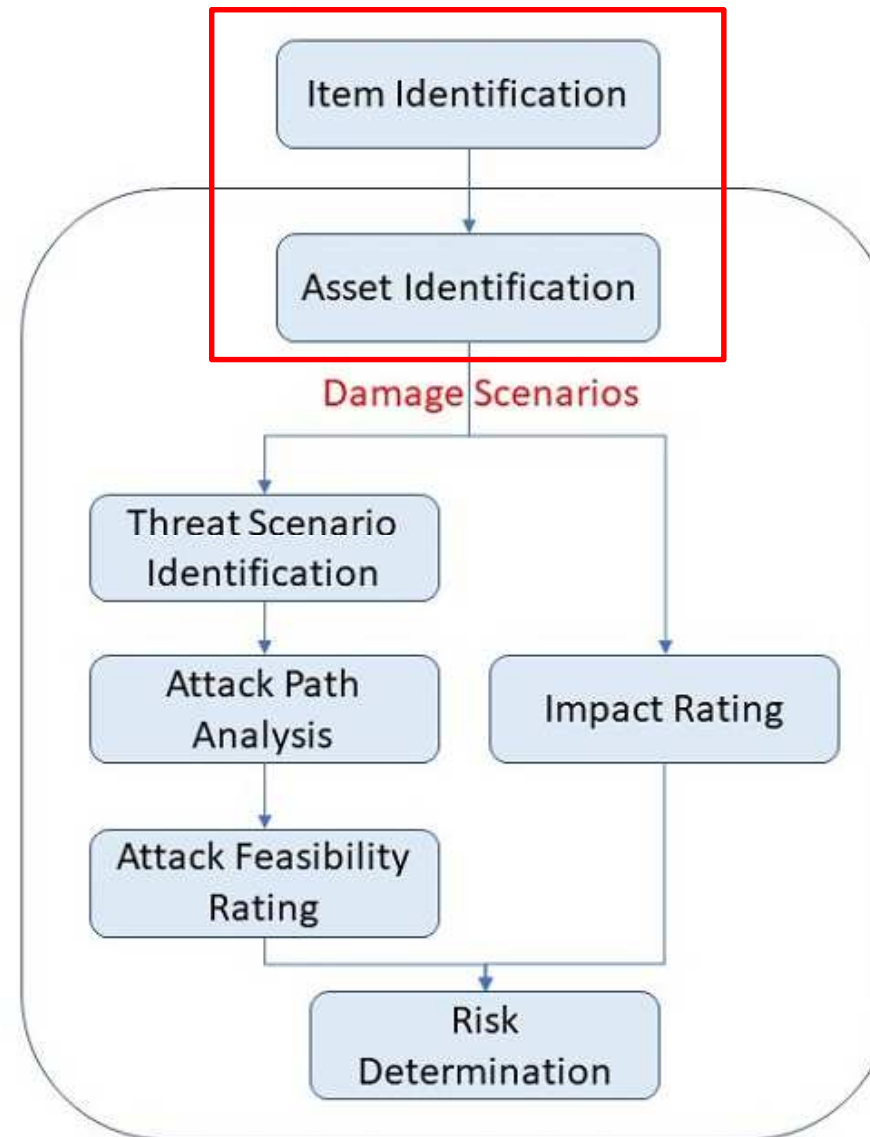 Item Identification
Asset Identification
Damage Scenarios
Threat Scenario
Identification
Attack Path
Analysis
Impact Rating
Attack Feasibility
Rating
Risk
Determination